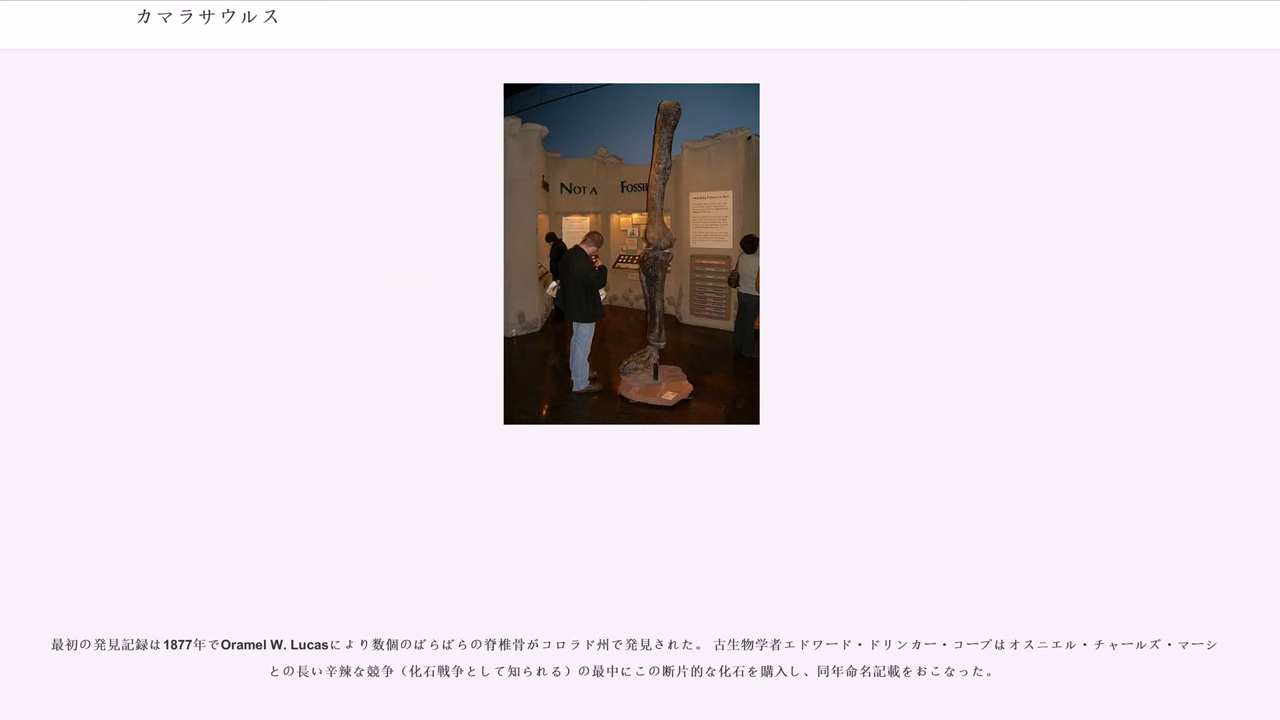 カマラサウルス
NOT A FOSSIL
最初の発見記録は1877年でOramel W. Lucasにより数個のばらばらの脊椎骨がコロラド州で発見された。 古生物学者エドワード・ドリンカー・コープはオスニエル・チャールズ・マーシ
との長い辛辣な競争（化石戦争として知られる）の最中にこの断片的な化石を購入し、同年命名記載をおこなった。